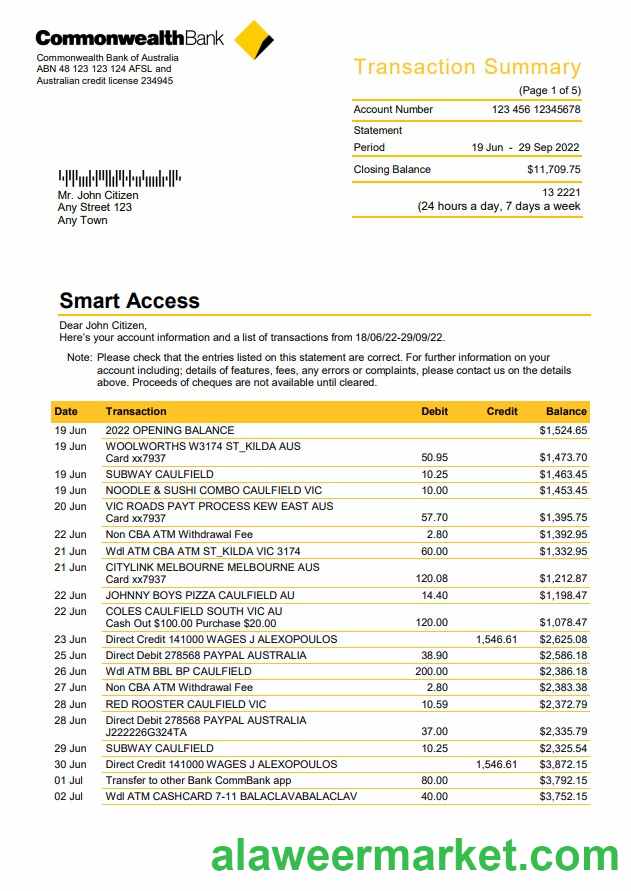 CommonwealthBank
Commonwealth Bank of Australia
ABN 48 123 123 124 AFSL and
Australian credit license 234945
Transaction Summary
(Page 1 of 5)
Account Number 123 456 12345678
Statement
Period 19 Jun - 29 Sep 2022
Closing Balance $11,709.75
13 2221
(24 hours a day, 7 days a week
Mr. John Citizen
Any Street 123
Any Town
Smart Access
Dear John Citizen,
Here's your account information and a list of transactions from 18/06/22-29/09/22.
Note: Please check that the entries listed on this statement are correct. For further information on your
account including; details of features, fees, any errors or complaints, please contact us on the details
above. Proceeds of cheques are not available until cleared.
Date Transaction Debit Credit Balance
19 Jun 2022 OPENING BALANCE $1,524.65
19 Jun WOOLWORTHS W3174 ST_KILDA AUS
Card xx7937 50.95 $1,473.70
19 Jun SUBWAY CAULFIELD 10.25 $1,463.45
19 Jun NOODLE & SUSHI COMBO CAULFIELD VIC 10.00 $1,453.45
20 Jun VIC ROADS PAYT PROCESS KEW EAST AUS
Card xx7937 57.70 $1,395.75
22 Jun Non CBA ATM Withdrawal Fee 2.80 $1,392.95
21 Jun Wdl ATM CBA ATM ST_KILDA VIC 3174 60.00 $1,332.95
21 Jun CITYLINK MELBOURNE MELBOURNE AUS
Card xx7937 120.08 $1,212.87
22 Jun JOHNNY BOYS PIZZA CAULFIELD AU 14.40 $1,198.47
22 Jun COLES CAULFIELD SOUTH VIC AU
Cash Out $100.00 Purchase $20.00 120.00 $1,078.47
23 Jun Direct Credit 141000 WAGES J ALEXOPOULOS 1,546.61 $2,625.08
25 Jun Direct Debit 278568 PAYPAL AUSTRALIA 38.90 $2,586.18
26 Jun Wdl ATM BBL BP CAULFIELD 200.00 $2,386.18
27 Jun Non CBA ATM Withdrawal Fee 2.80 $2,383.38
28 Jun RED ROOSTER CAULFIELD VIC 10.59 $2,372.79
28 Jun Direct Debit 278568 PAYPAL AUSTRALIA
J222226G324TA 37.00 $2,335.79
29 Jun SUBWAY CAULFIELD 10.25 $2,325.54
30 Jun Direct Credit 141000 WAGES J ALEXOPOULOS 1,546.61 $3,872.15
01 Jul Transfer to other Bank CommBank app 80.00 $3,792.15
02 Jul Wdl ATM CASHCARD 7-11 BALACLAVABALACLAV 40.00 $3,752.15
alaweermarket.com